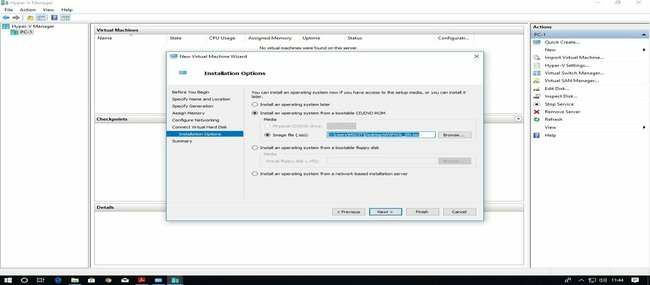 Hyper-V Manager
File Action View Help
Hyper-V Manager
PC-1
Virtual Machines
Name State CPU Usage Assigned Memory Uptime Status Configurati...
No virtual machines were found on this server.
Checkpoints
Details
New Virtual Machine Wizard
Installation Options
Before You Begin
Specify Name and Location
Specify Generation
Assign Memory
Configure Networking
Connect Virtual Hard Disk
Installation Options
Summary
You can install an operating system now if you have access to the setup media, or you can install it later.
Install an operating system later
Install an operating system from a bootable CD/DVD-ROM
Media
Physical CD/DVD drive:
Image file (.iso):
Browse...
Install an operating system from a bootable floppy disk
Media
Virtual floppy disk (.vfd):
Browse...
Install an operating system from a network-based installation server
< Previous
Next >
Finish
Cancel
Actions
PC-1
Quick Create...
New
Import Virtual Machine...
Hyper-V Settings...
Virtual Switch Manager...
Virtual SAN Manager...
Edit Disk...
Inspect Disk...
Stop Service
Remove Server
Refresh
View
Help
11:44